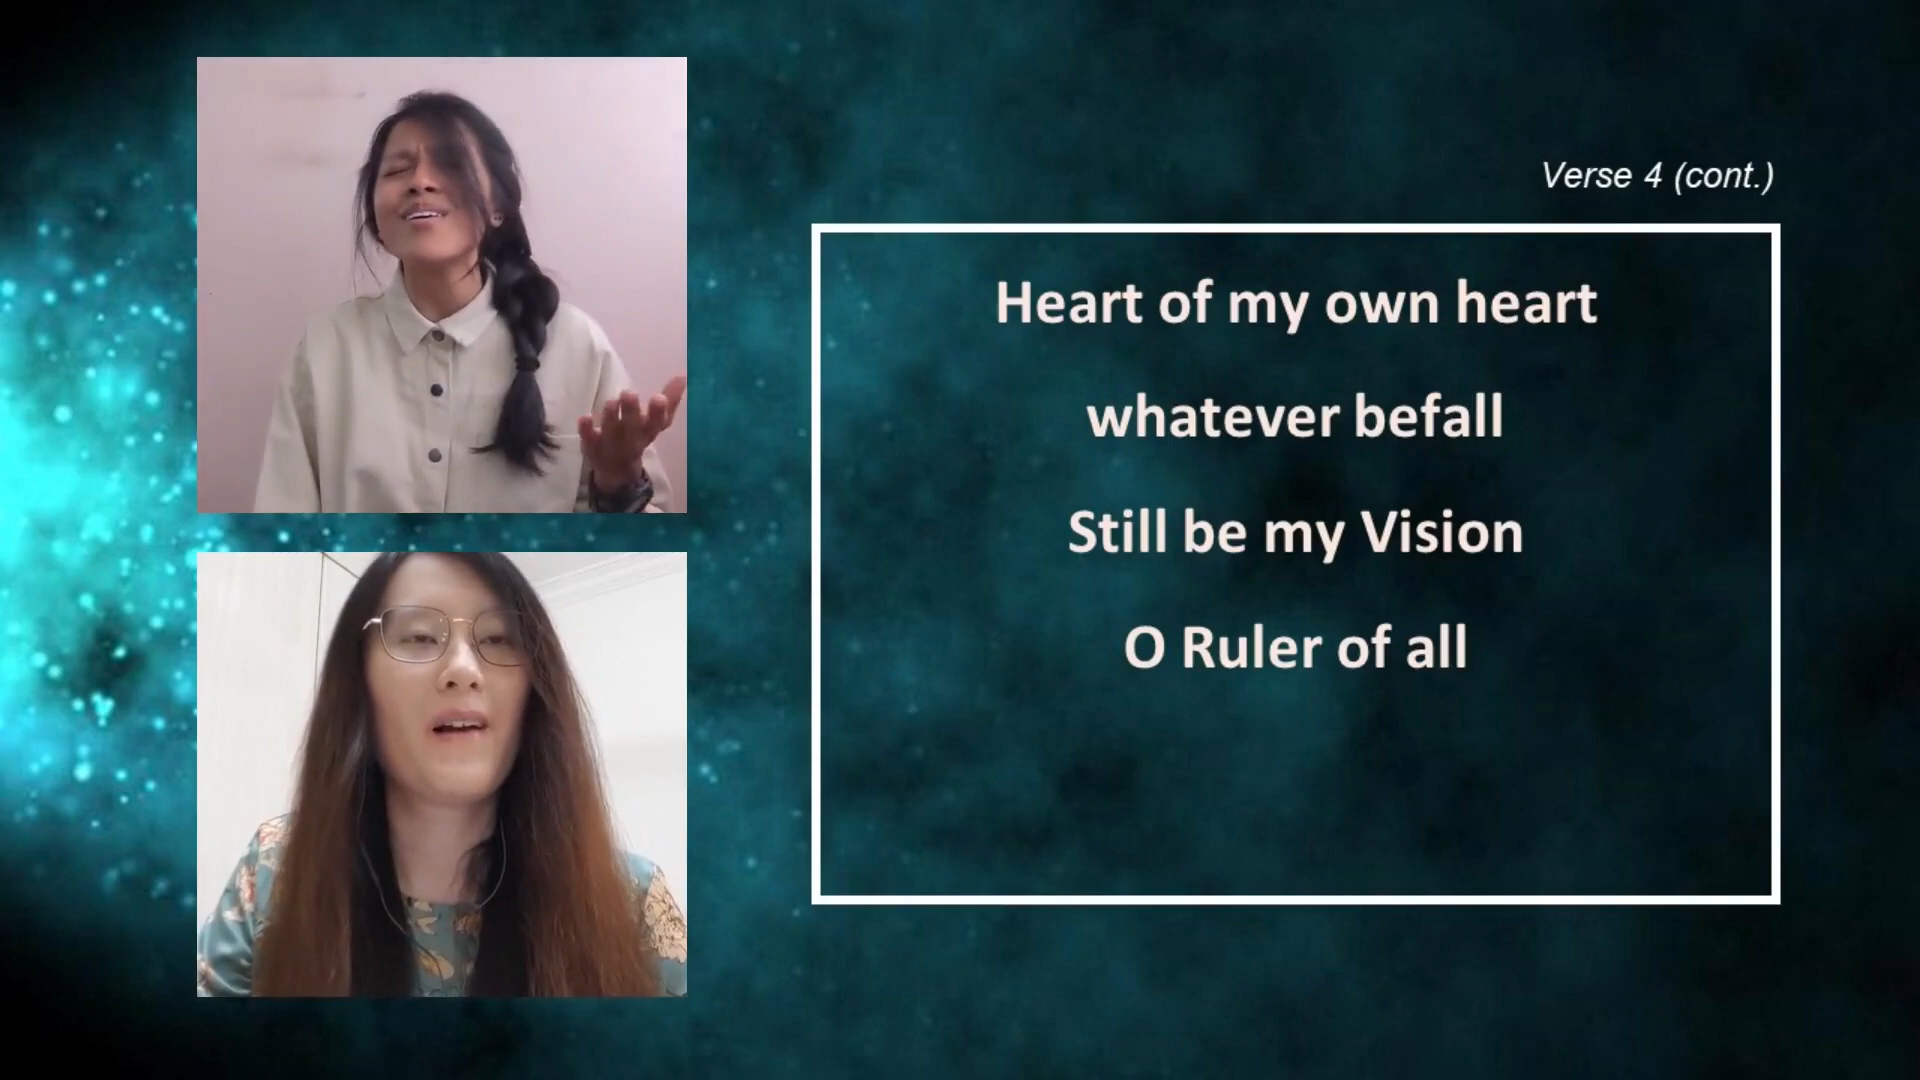 Verse 4 (cont.)
Heart of my own heart
whatever befall
Still be my Vision
O Ruler of all